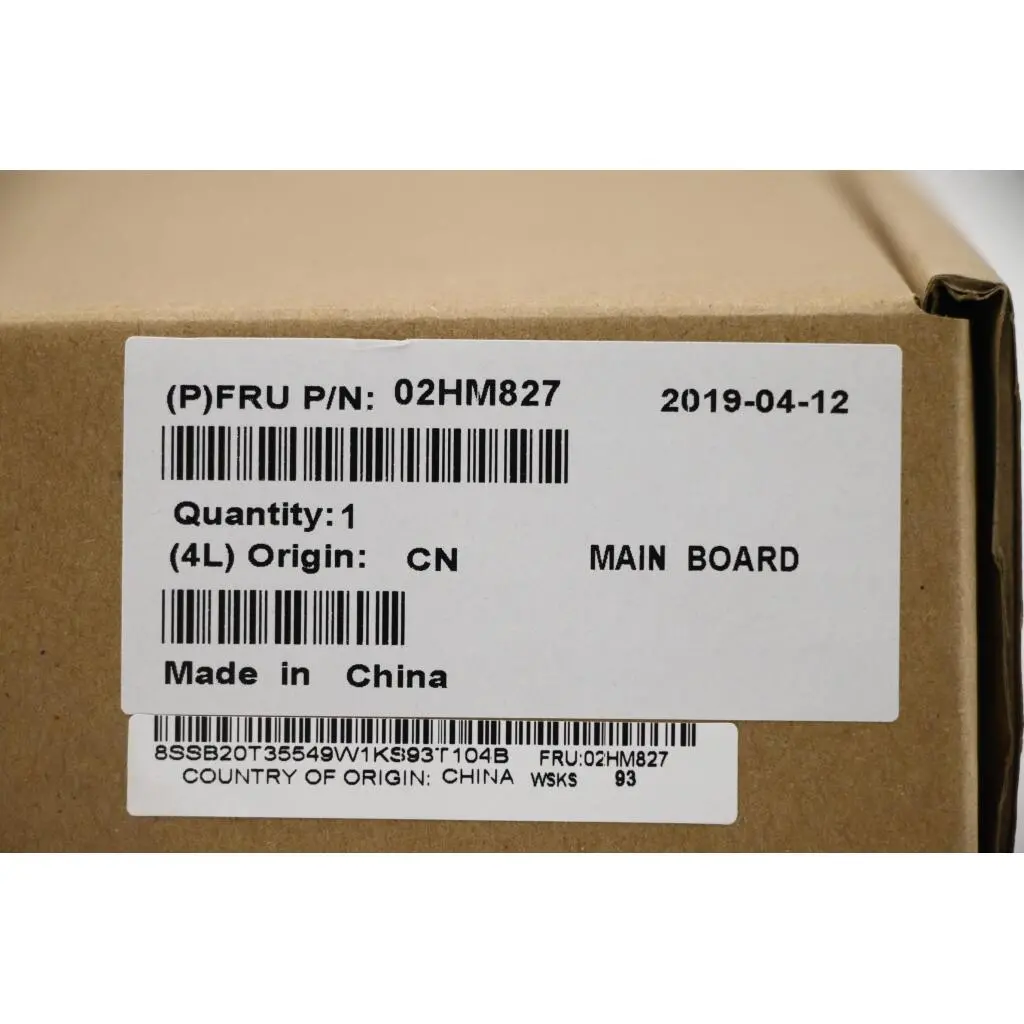 (P)FRU P/N: 02HM827 2019-04-12
Quantity:1
(4L) Origin: CN MAIN BOARD
Made in China
8SSB20T35549W1KS93T104B FRU:02HM827
COUNTRY OF ORIGIN: CHINA WSKS 93